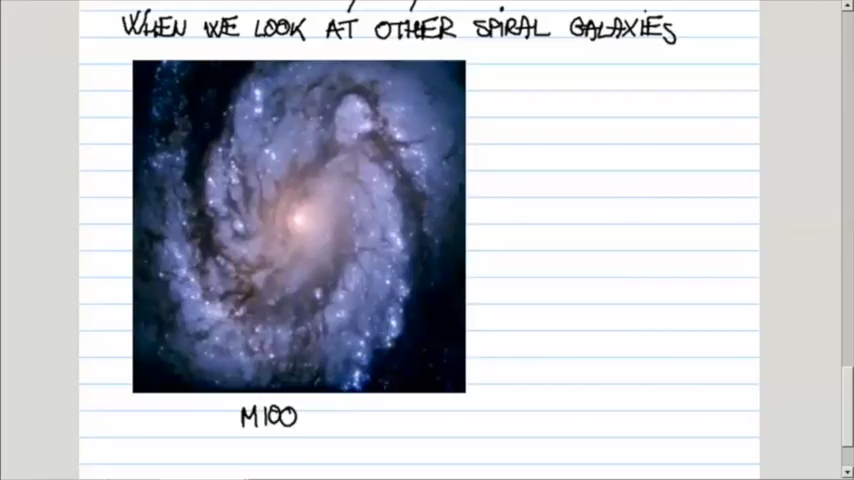 WHEN WE LOOK AT OTHER SPIRAL GALAXIES
M100